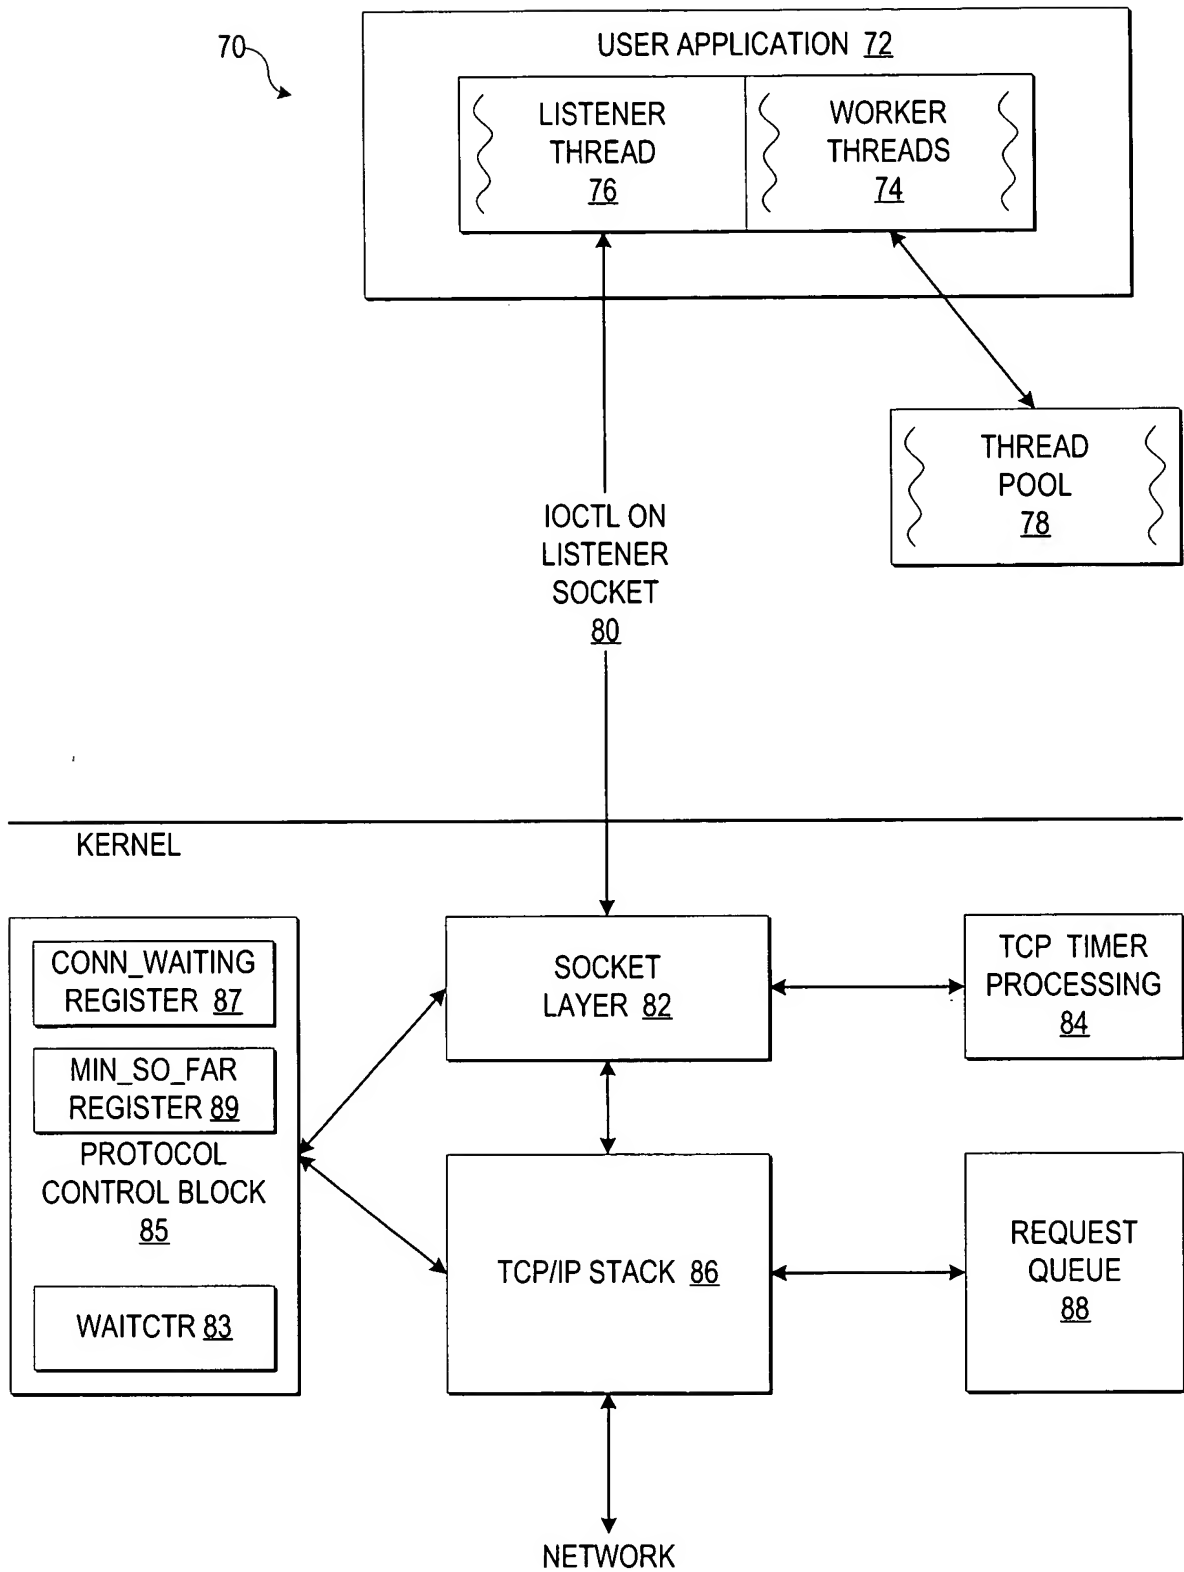 70
USER APPLICATION 72
LISTENER
THREAD
76
WORKER
THREADS
74
THREAD
POOL
78
IOCTL ON
LISTENER
SOCKET
80
KERNEL
CONN_WAITING
REGISTER 87
MIN_SO_FAR
REGISTER 89
PROTOCOL
CONTROL BLOCK
85
WAITCTR 83
SOCKET
LAYER 82
TCP TIMER
PROCESSING
84
TCP/IP STACK 86
REQUEST
QUEUE
88
NETWORK